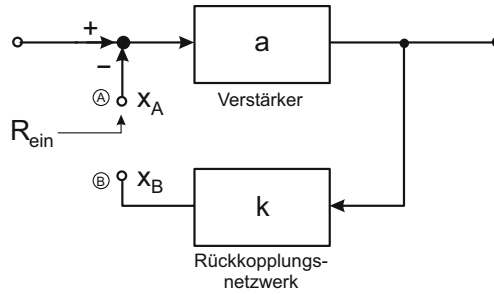 +
a
−
Ⓐ x_A
Verstärker
R_ein
Ⓑ x_B
k
Rückkopplungs-
netzwerk